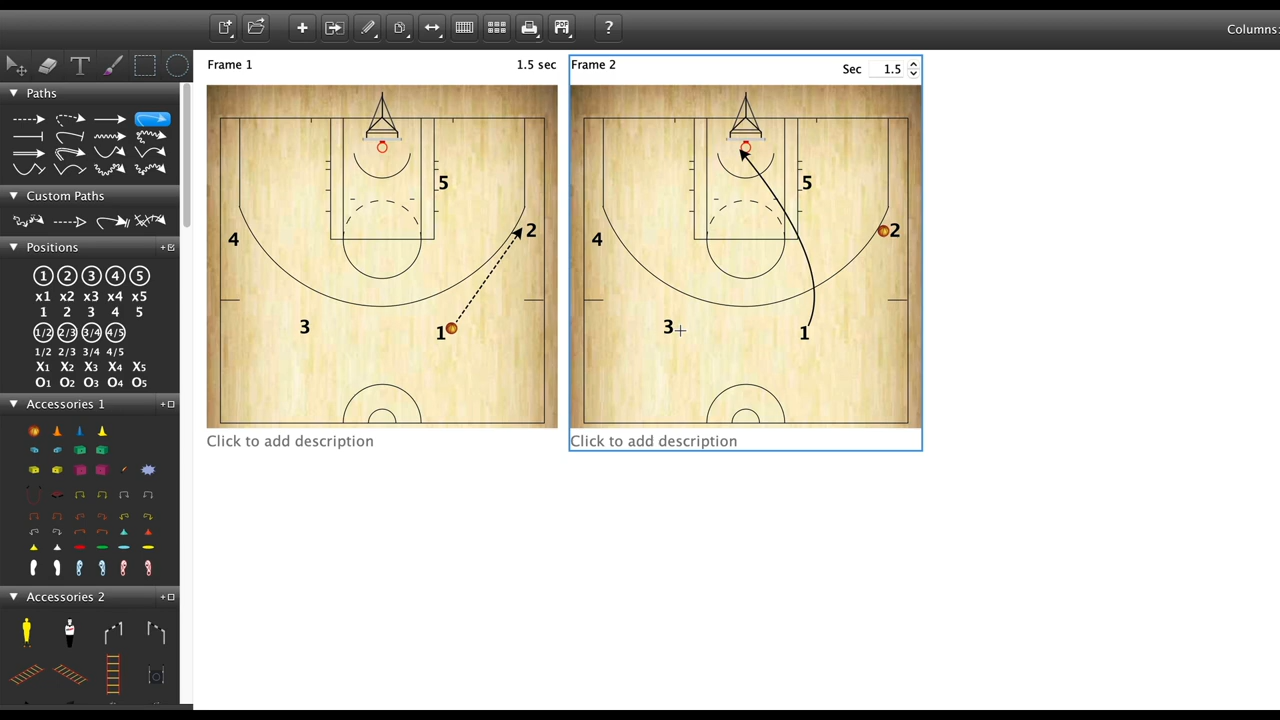 ?
Columns:
PDF
T
Paths
Custom Paths
Positions
1 2 3 4 5
x1 x2 x3 x4 x5
1 2 3 4 5
1/2 2/3 3/4 4/5
1/2 2/3 3/4 4/5
X1 X2 X3 X4 X5
O1 O2 O3 O4 O5
Accessories 1
Accessories 2
Frame 1 1.5 sec
5
2
4
3
1
Click to add description
Frame 2 Sec 1.5
5
2
4
3
1
Click to add description